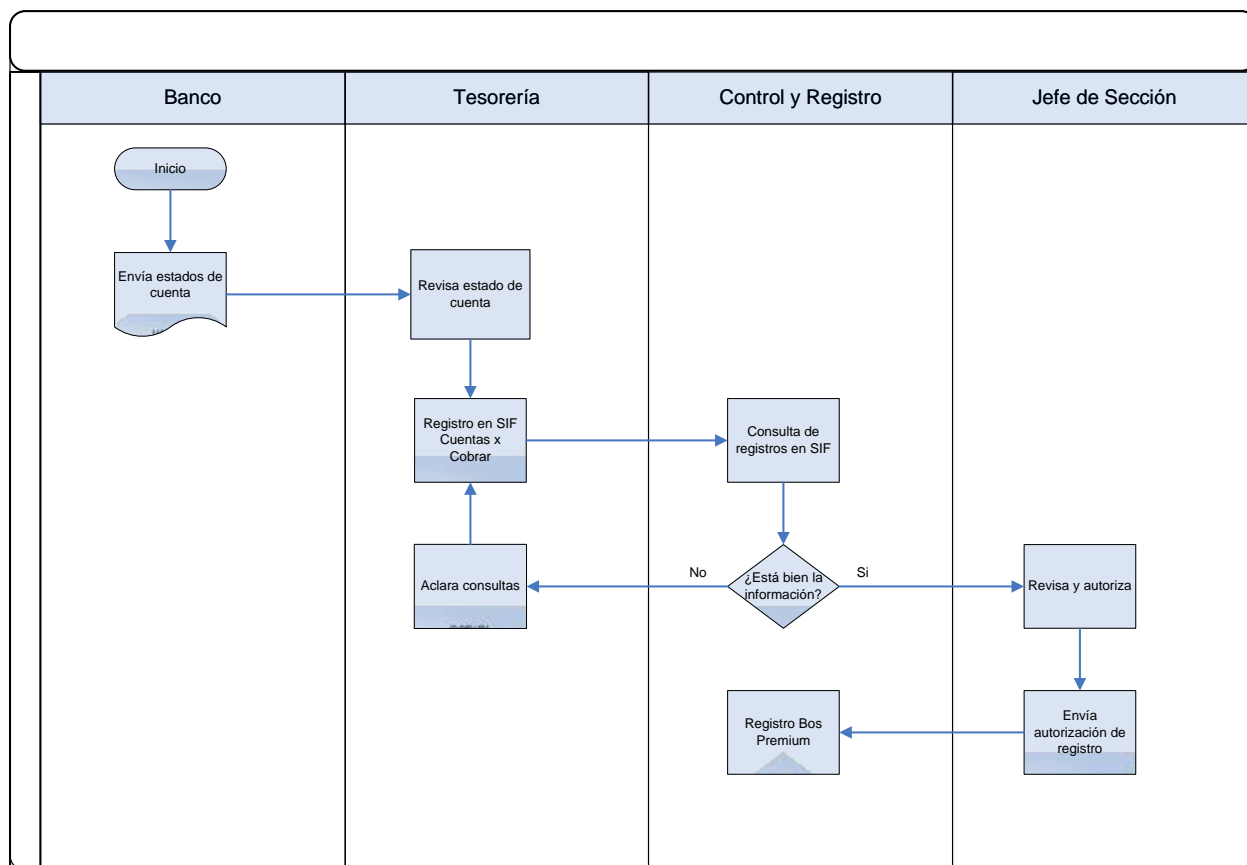 Banco
Tesorería
Control y Registro
Jefe de Sección
Inicio
Envía estados de
cuenta
Revisa estado de
cuenta
Registro en SIF
Cuentas x
Cobrar
Consulta de
registros en SIF
Aclara consultas
No
¿Está bien la
información?
Si
Revisa y autoriza
Registro Bos
Premium
Envía
autorización de
registro